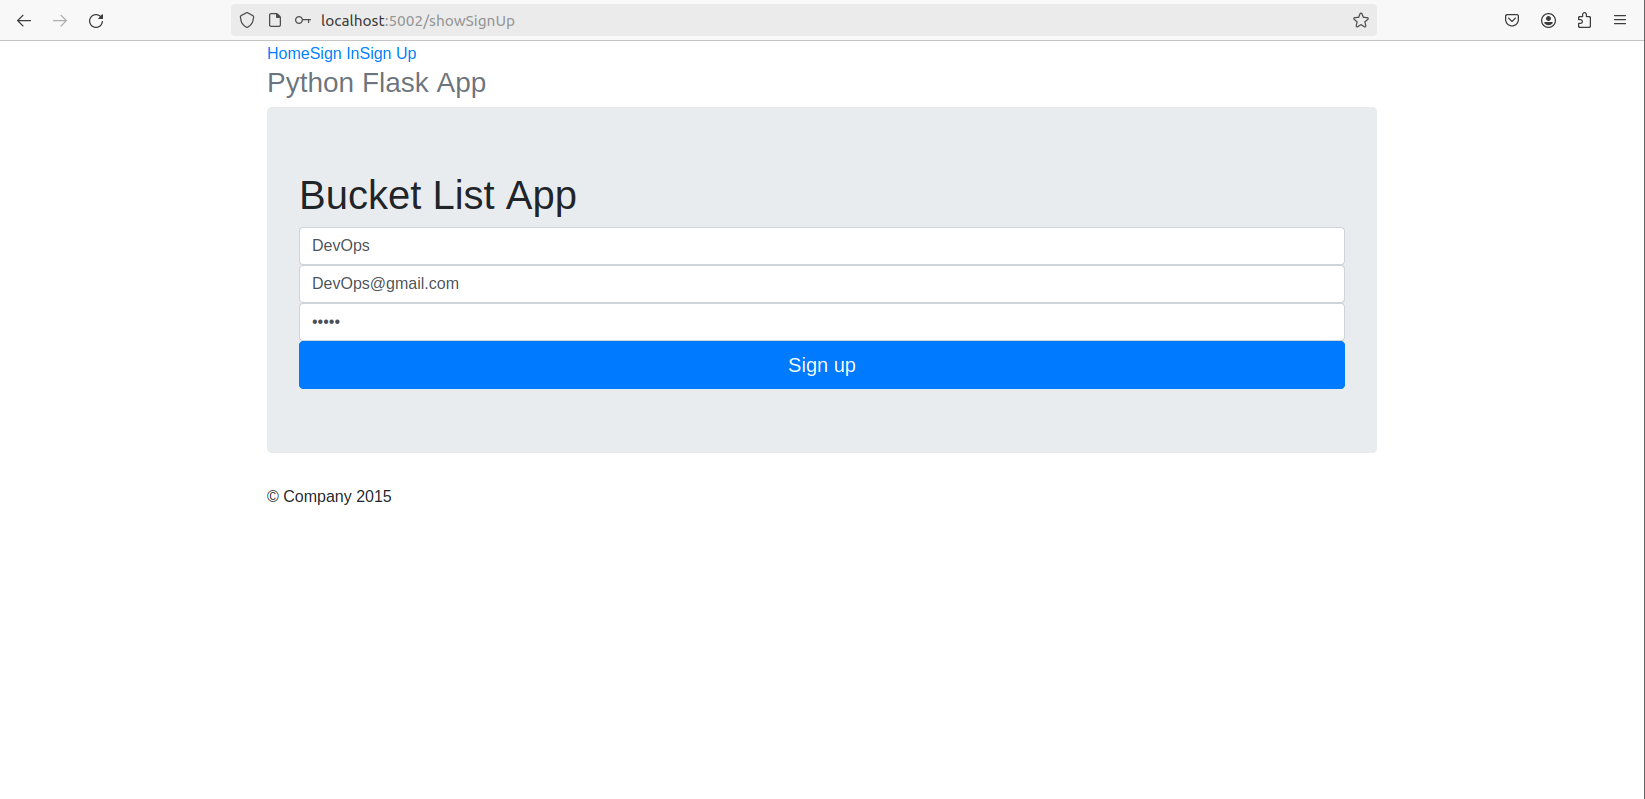 localhost:5002/showSignUp
HomeSign InSign Up
Python Flask App
Bucket List App
DevOps
DevOps@gmail.com
•••••
Sign up
© Company 2015